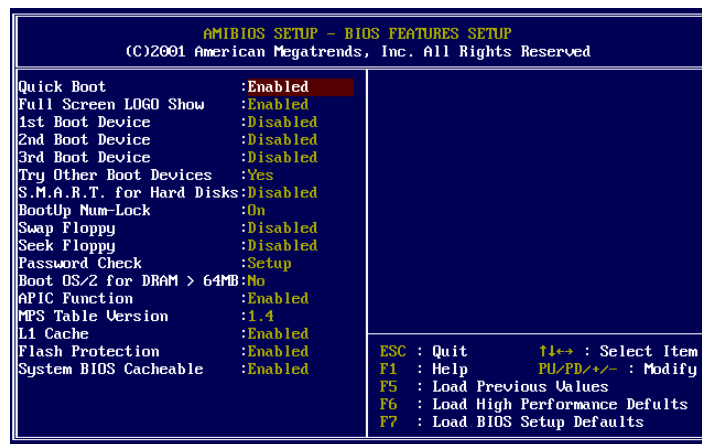 AMIBIOS SETUP - BIOS FEATURES SETUP
(C)2001 American Megatrends, Inc. All Rights Reserved
Quick Boot :Enabled
Full Screen LOGO Show :Enabled
1st Boot Device :Disabled
2nd Boot Device :Disabled
3rd Boot Device :Disabled
Try Other Boot Devices :Yes
S.M.A.R.T. for Hard Disks:Disabled
BootUp Num-Lock :On
Swap Floppy :Disabled
Seek Floppy :Disabled
Password Check :Setup
Boot OS/2 for DRAM > 64MB:No
APIC Function :Enabled
MPS Table Version :1.4
L1 Cache :Enabled
Flash Protection :Enabled
System BIOS Cacheable :Enabled
ESC : Quit ↑↓←→ : Select Item
F1 : Help PU/PD/+/- : Modify
F5 : Load Previous Values
F6 : Load High Performance Defults
F7 : Load BIOS Setup Defaults